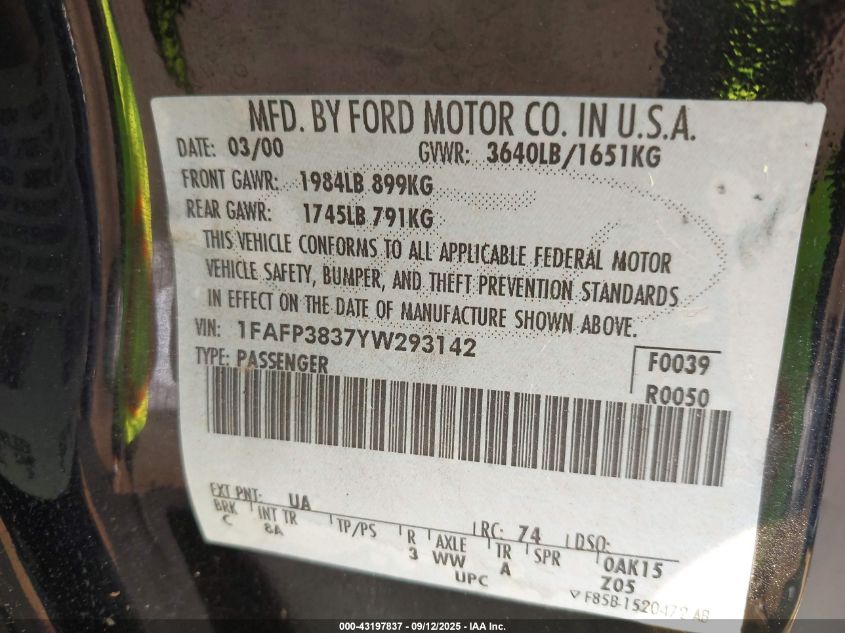 MFD. BY FORD MOTOR CO. IN U.S.A.
DATE: 03/00 GVWR: 3640LB/1651KG
FRONT GAWR: 1984LB 899KG
REAR GAWR: 1745LB 791KG
THIS VEHICLE CONFORMS TO ALL APPLICABLE FEDERAL MOTOR
VEHICLE SAFETY, BUMPER, AND THEFT PREVENTION STANDARDS
IN EFFECT ON THE DATE OF MANUFACTURE SHOWN ABOVE.
VIN: 1FAFP3837YW293142
TYPE: PASSENGER
F0039
R0050
EXT PNT: UA RC: 74 DSO:
BRK INT TR TP/PS R AXLE TR SPR 0AK15
C 8A 3 WW A Z05
UPC
F85B-1520472-AB
000-43197837 - 09/12/2025 - IAA Inc.